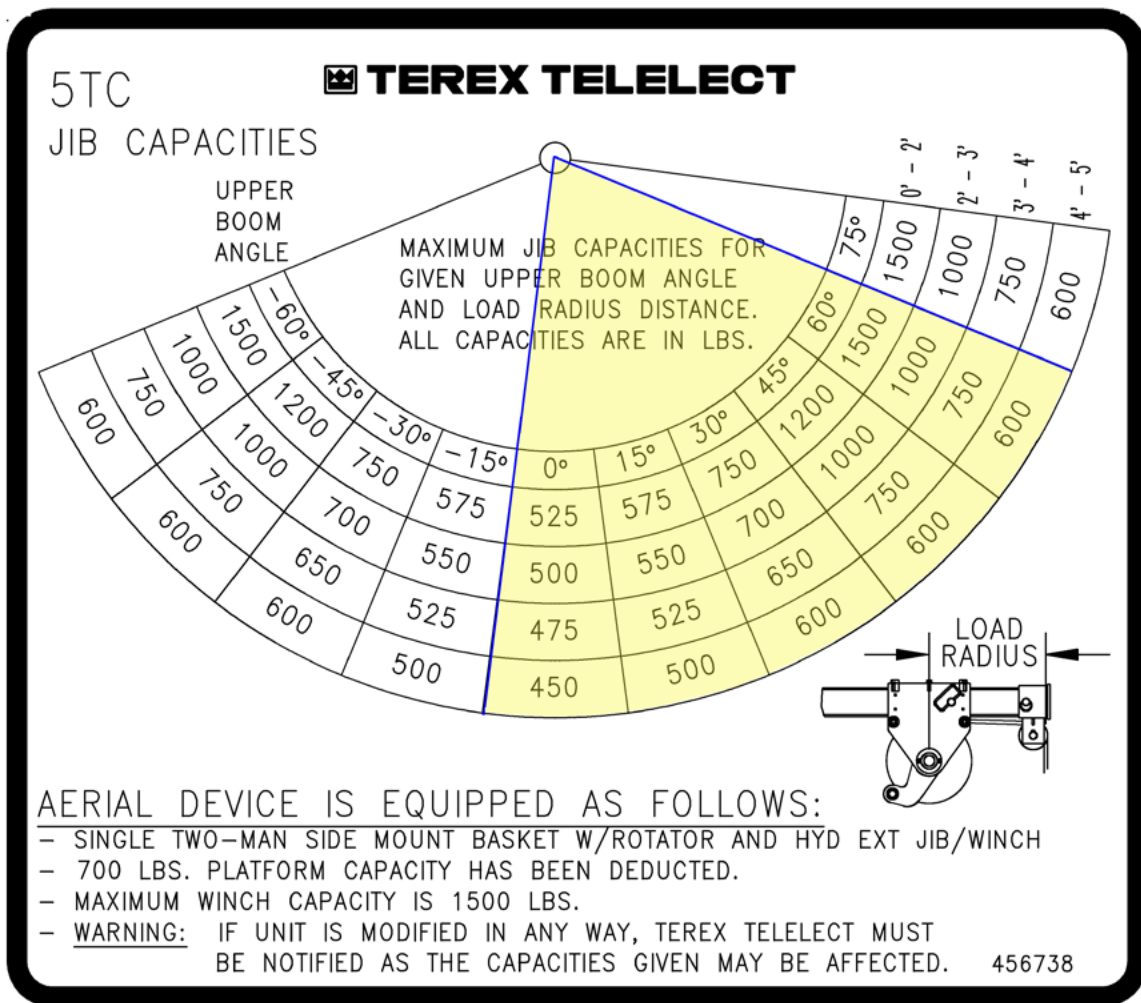 5TC
TEREX TELELECT
JIB CAPACITIES
UPPER
BOOM
ANGLE
MAXIMUM JIB CAPACITIES FOR
GIVEN UPPER BOOM ANGLE
AND LOAD RADIUS DISTANCE.
ALL CAPACITIES ARE IN LBS.
0' - 2'
2' - 3'
3' - 4'
4' - 5'
-60° 1500 1000 750 600
-45° 1200 1000 750 600
-30° 750 700 650 600
-15° 575 550 525 500
0° 525 500 475 450
15° 575 550 525 500
30° 750 700 650 600
45° 1200 1000 750 600
60° 1500 1000 750 600
75° 1500 1000 750 600
LOAD
RADIUS
AERIAL DEVICE IS EQUIPPED AS FOLLOWS:
- SINGLE TWO-MAN SIDE MOUNT BASKET W/ROTATOR AND HYD EXT JIB/WINCH
- 700 LBS. PLATFORM CAPACITY HAS BEEN DEDUCTED.
- MAXIMUM WINCH CAPACITY IS 1500 LBS.
- WARNING: IF UNIT IS MODIFIED IN ANY WAY, TEREX TELELECT MUST
BE NOTIFIED AS THE CAPACITIES GIVEN MAY BE AFFECTED. 456738